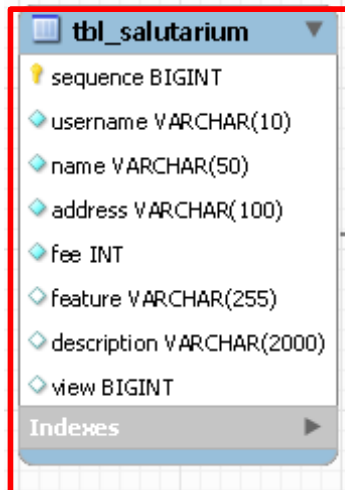 tbl_salutarium
sequence BIGINT
username VARCHAR(10)
name VARCHAR(50)
address VARCHAR(100)
fee INT
feature VARCHAR(255)
description VARCHAR(2000)
view BIGINT
Indexes